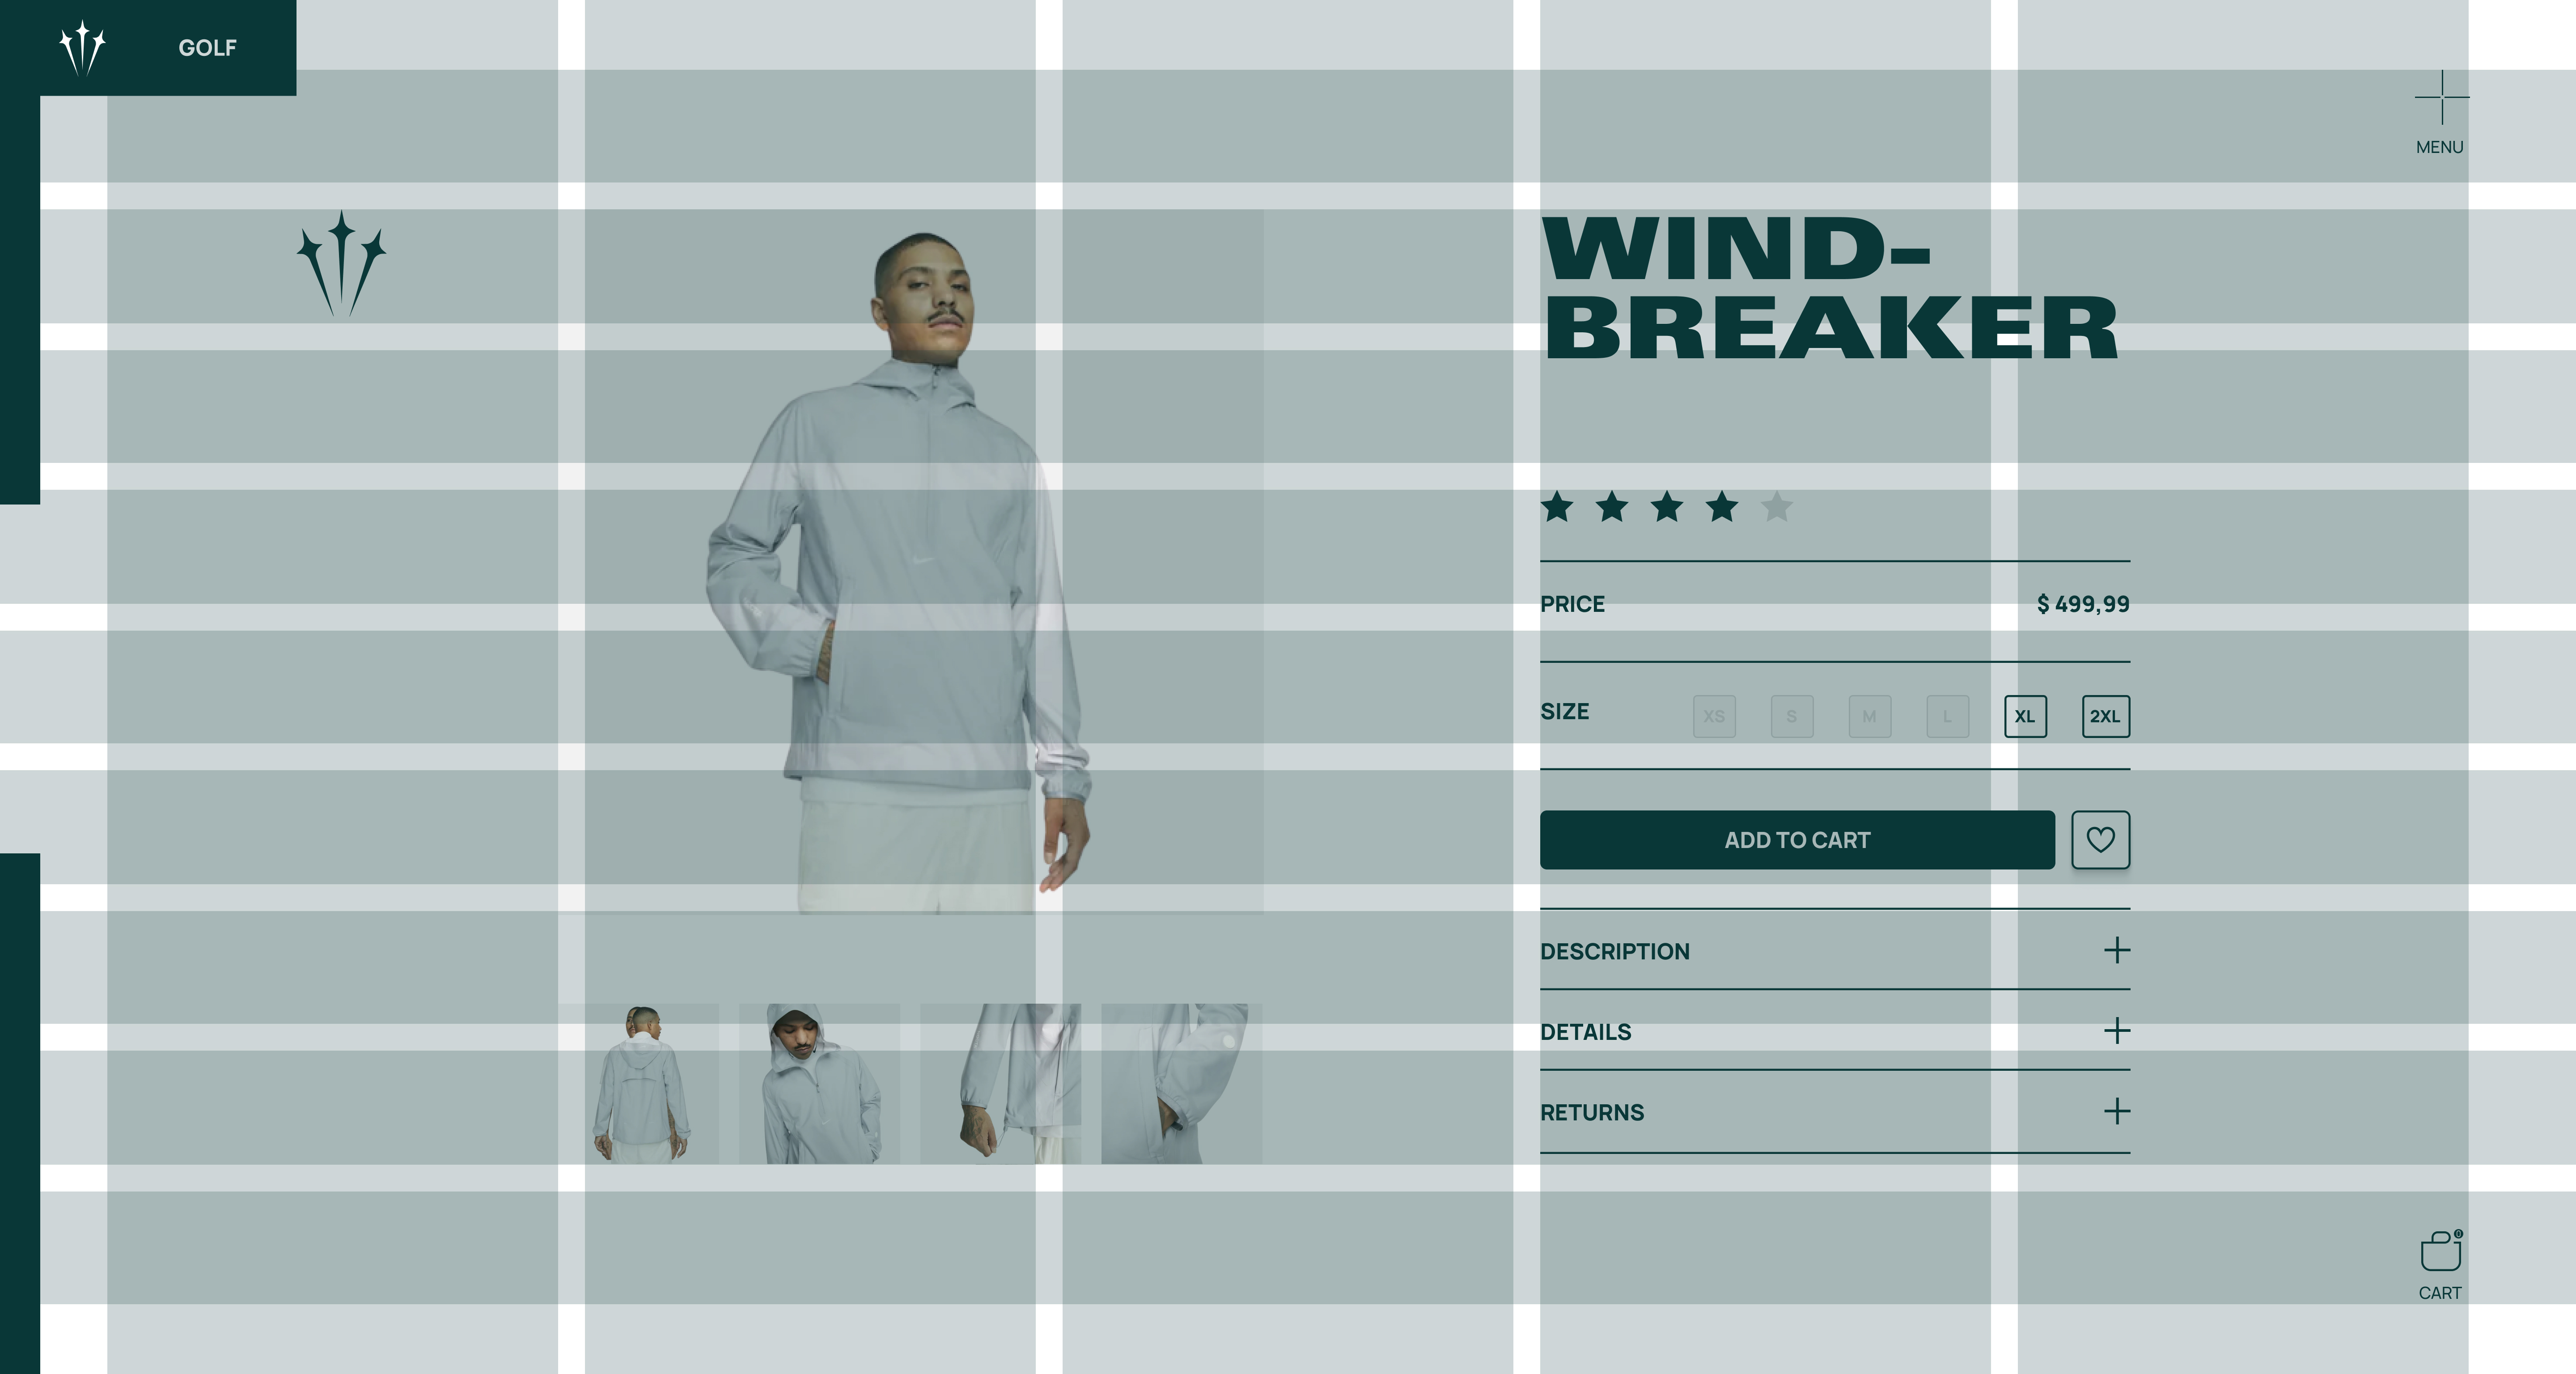 GOLF
MENU
WIND-
BREAKER
PRICE
$ 499,99
SIZE
XS
S
M
L
XL
2XL
ADD TO CART
DESCRIPTION
DETAILS
RETURNS
CART